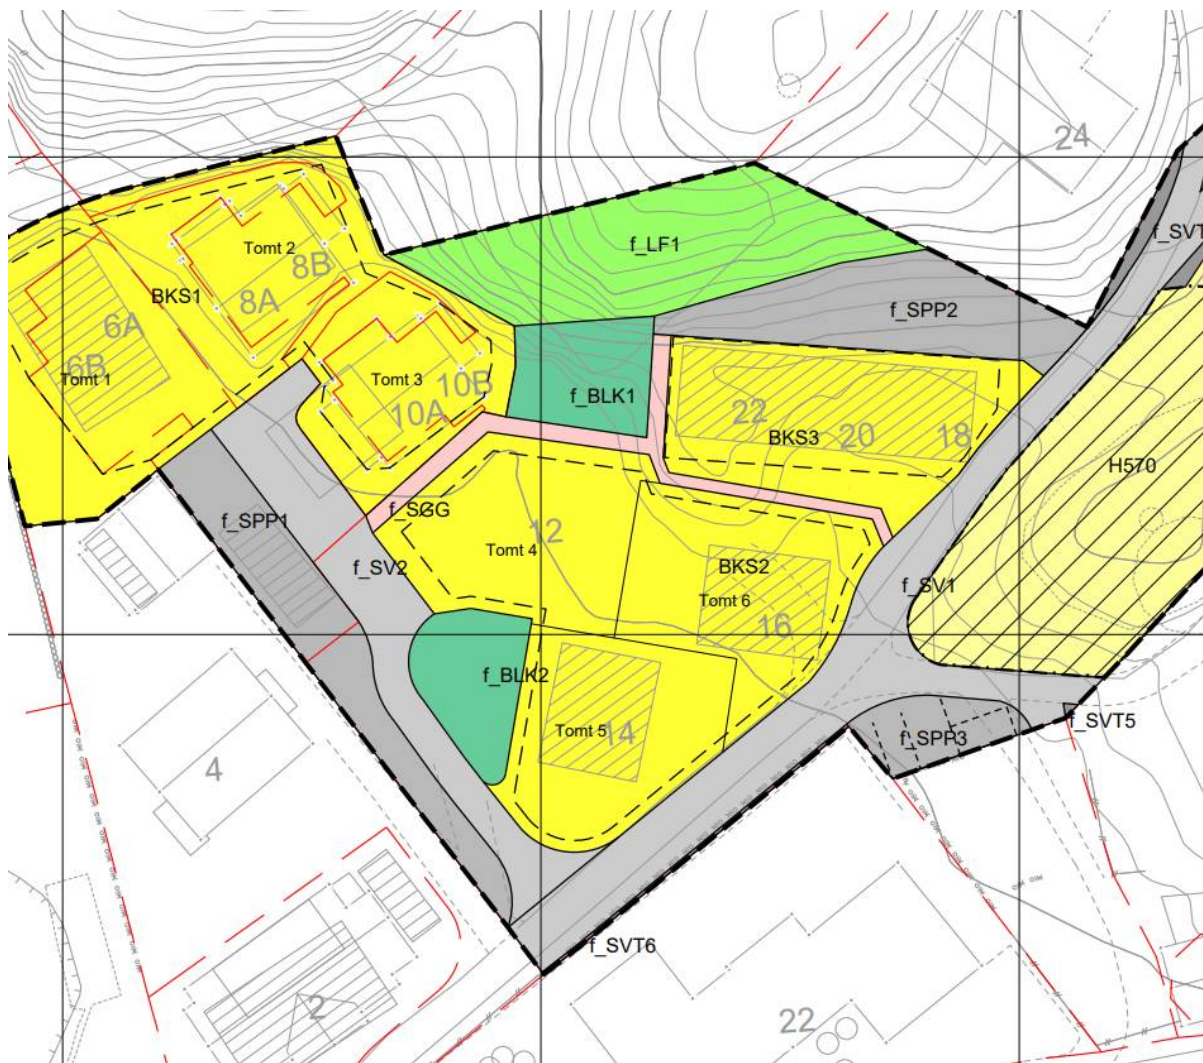 24
f_SVT
f_LF1
Tomt 2
8B
BKS1
8A
f_SPP2
6A
6B
Tomt 1
Tomt 3
10B
10A
f_BLK1
22
BKS3
20
18
H570
f_SPP1
f_SGG
12
Tomt 4
f_SV2
BKS2
f_SV1
Tomt 6
16
f_BLK2
Tomt 5
14
f_SVT5
f_SPP3
4
f_SVT6
2
22